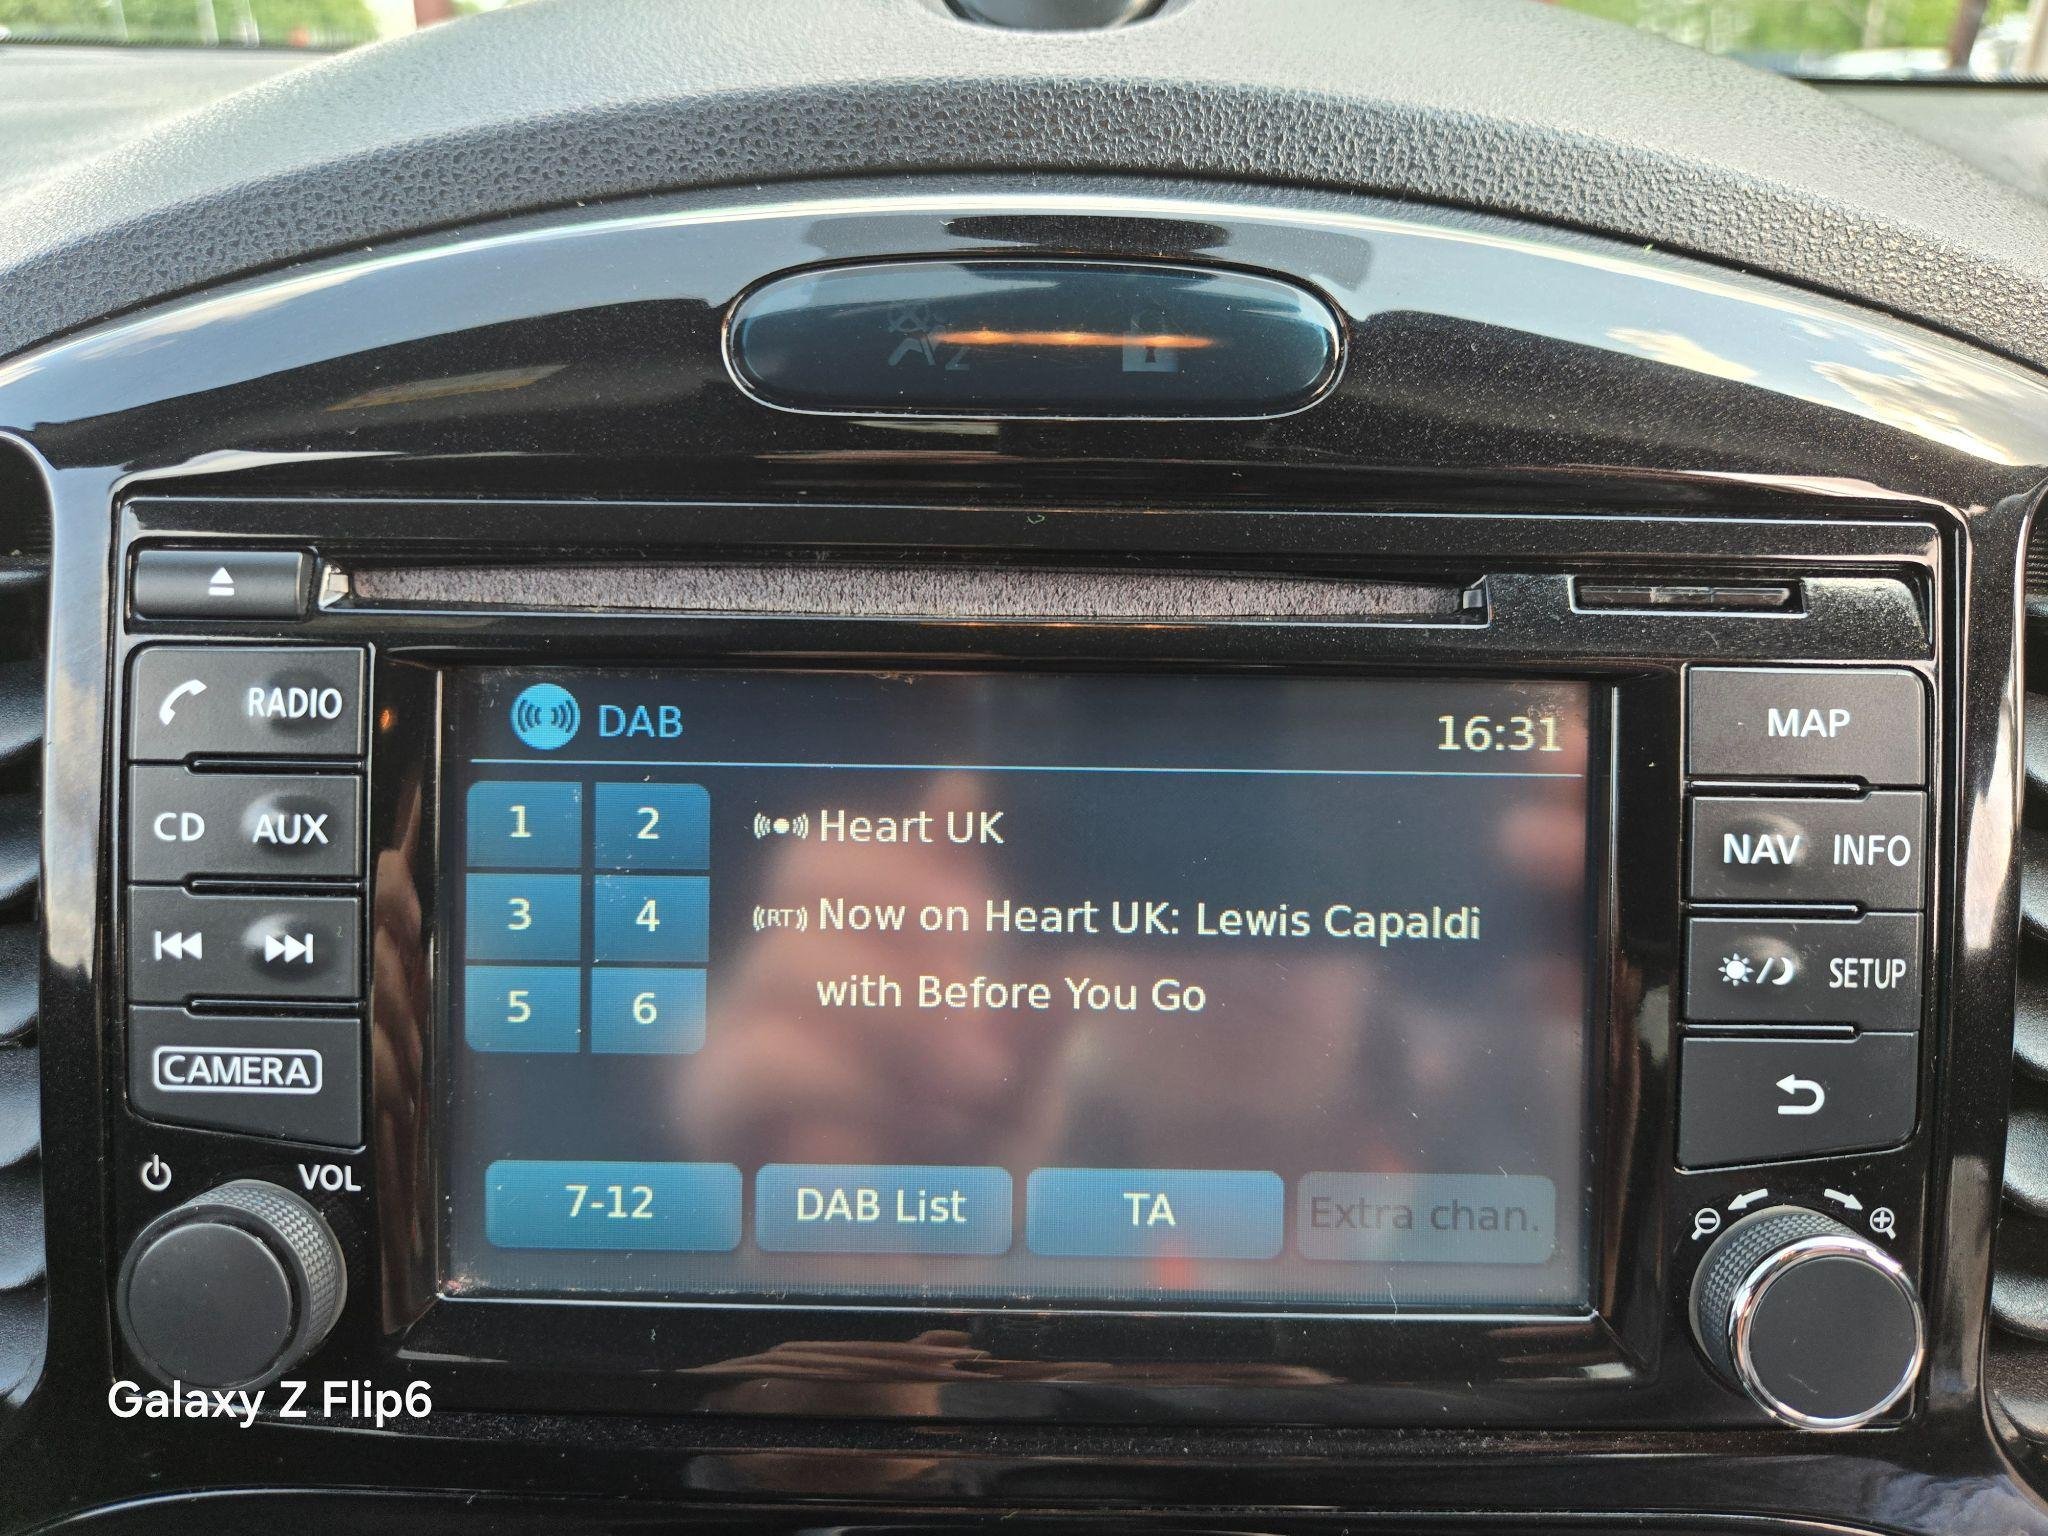 RADIO
CD AUX
CAMERA
VOL
DAB 16:31
1 2
3 4
5 6
Heart UK
RT Now on Heart UK: Lewis Capaldi
with Before You Go
7-12 DAB List TA Extra chan.
MAP
NAV INFO
SETUP
Galaxy Z Flip6